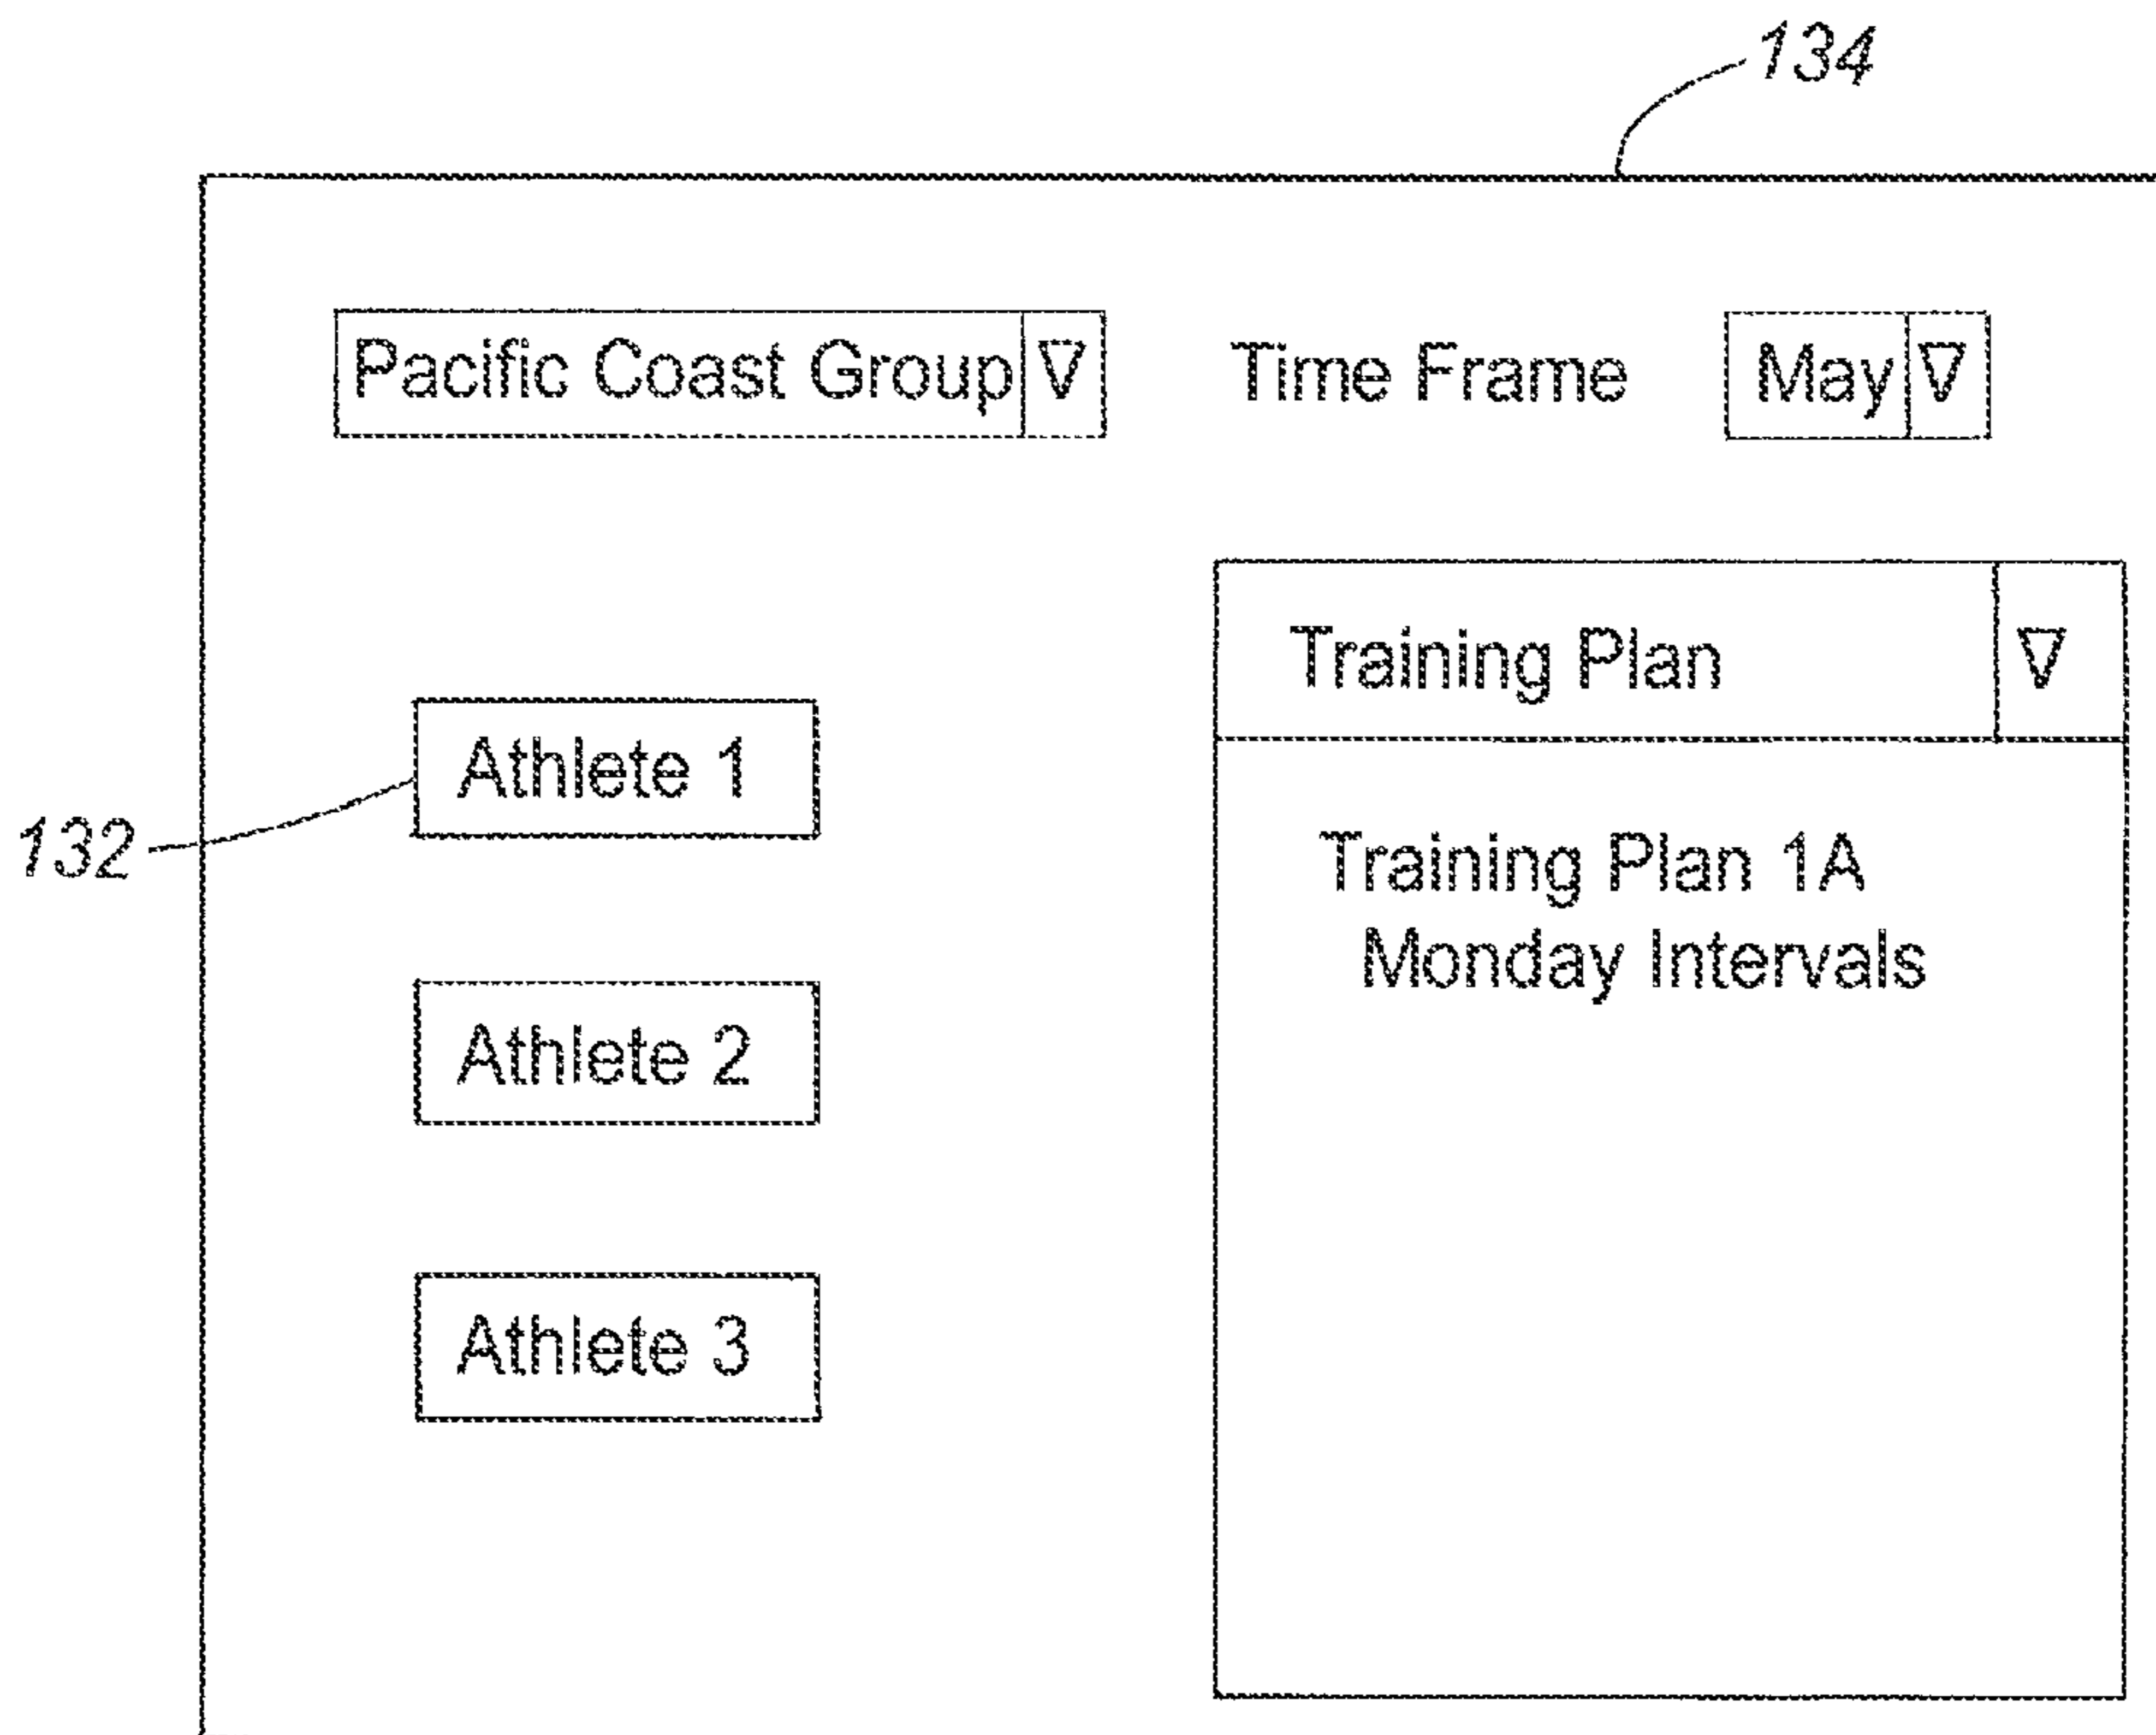 134
Pacific Coast Group
Time Frame
May
Training Plan
Athlete 1
132
Training Plan 1A
Monday Intervals
Athlete 2
Athlete 3